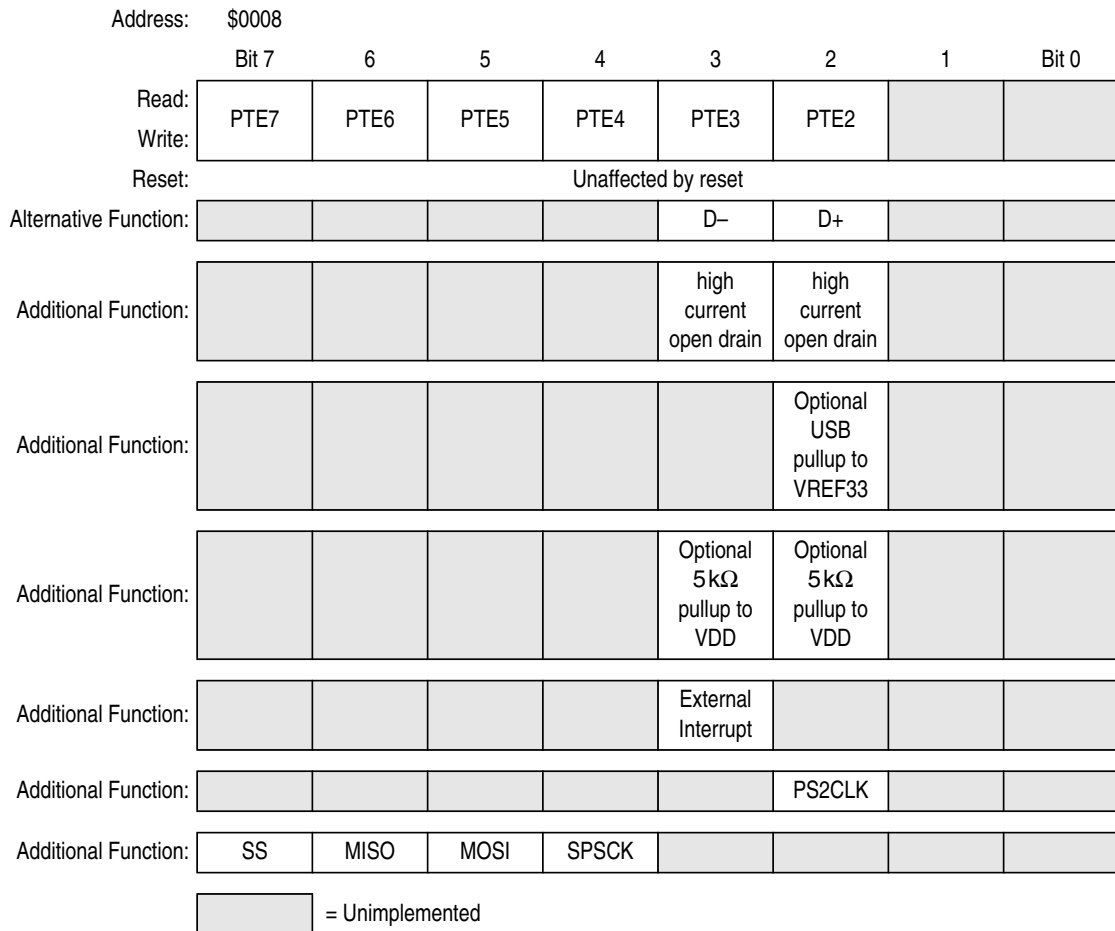 Address: $0008
Bit 7 6 5 4 3 2 1 Bit 0
Read:
Write:
PTE7 PTE6 PTE5 PTE4 PTE3 PTE2
Reset: Unaffected by reset
Alternative Function: D– D+
Additional Function:
high
current
open drain
high
current
open drain
Additional Function:
Optional
USB
pullup to
VREF33
Additional Function:
Optional
5kΩ
pullup to
VDD
Optional
5kΩ
pullup to
VDD
Additional Function:
External
Interrupt
Additional Function: PS2CLK
Additional Function: SS MISO MOSI SPSCK
= Unimplemented